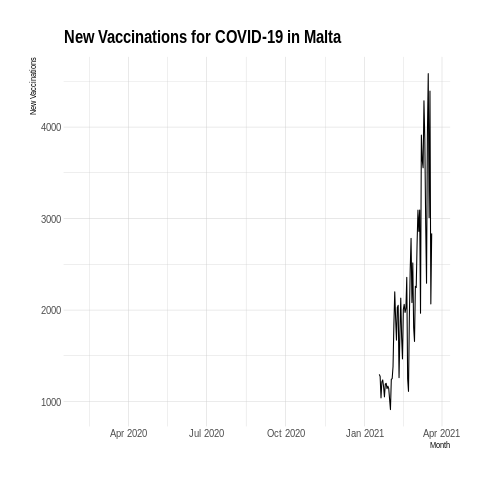 New Vaccinations for COVID-19 in Malta
New Vaccinations
4000
3000
2000
1000
Apr 2020 Jul 2020 Oct 2020 Jan 2021 Apr 2021
Month